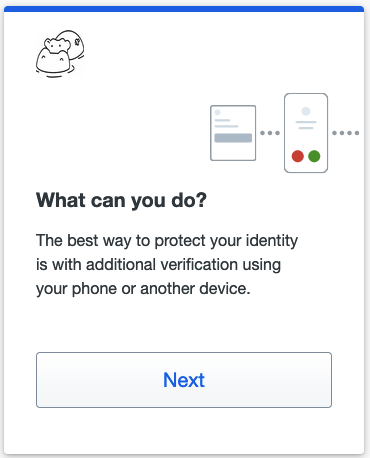 What can you do?
The best way to protect your identity
is with additional verification using
your phone or another device.
Next